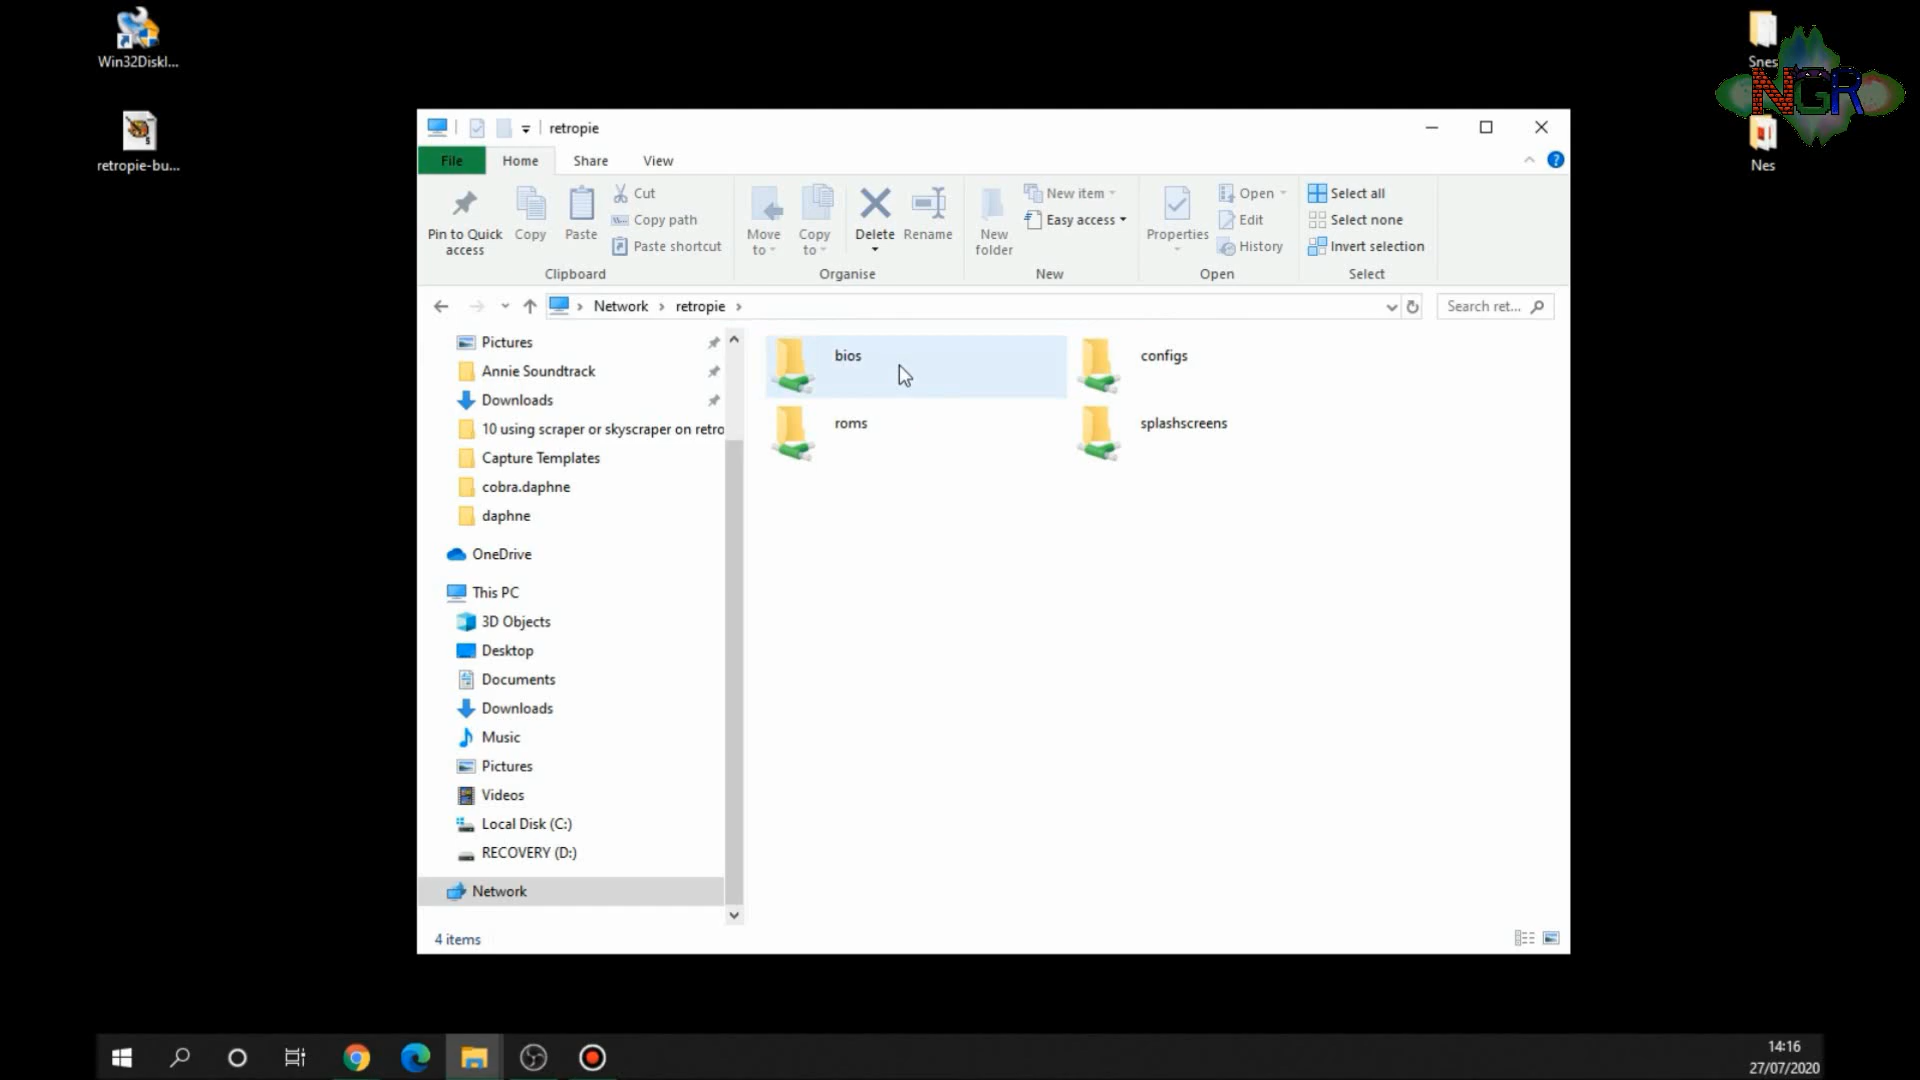 Win32DiskI...
retropie-bu...
Snes
NGR
Nes
retropie
File
Home
Share
View
Pin to Quick
access
Copy
Paste
Cut
Copy path
Paste shortcut
Clipboard
Move
to
Copy
to
Delete
Rename
Organise
New
folder
New item
Easy access
New
Properties
Open
Edit
History
Open
Select all
Select none
Invert selection
Select
Network
retropie
Search ret...
Pictures
Annie Soundtrack
Downloads
10 using scraper or skyscraper on retro
Capture Templates
cobra.daphne
daphne
OneDrive
This PC
3D Objects
Desktop
Documents
Downloads
Music
Pictures
Videos
Local Disk (C:)
RECOVERY (D:)
Network
bios
configs
roms
splashscreens
4 items
14:16
27/07/2020